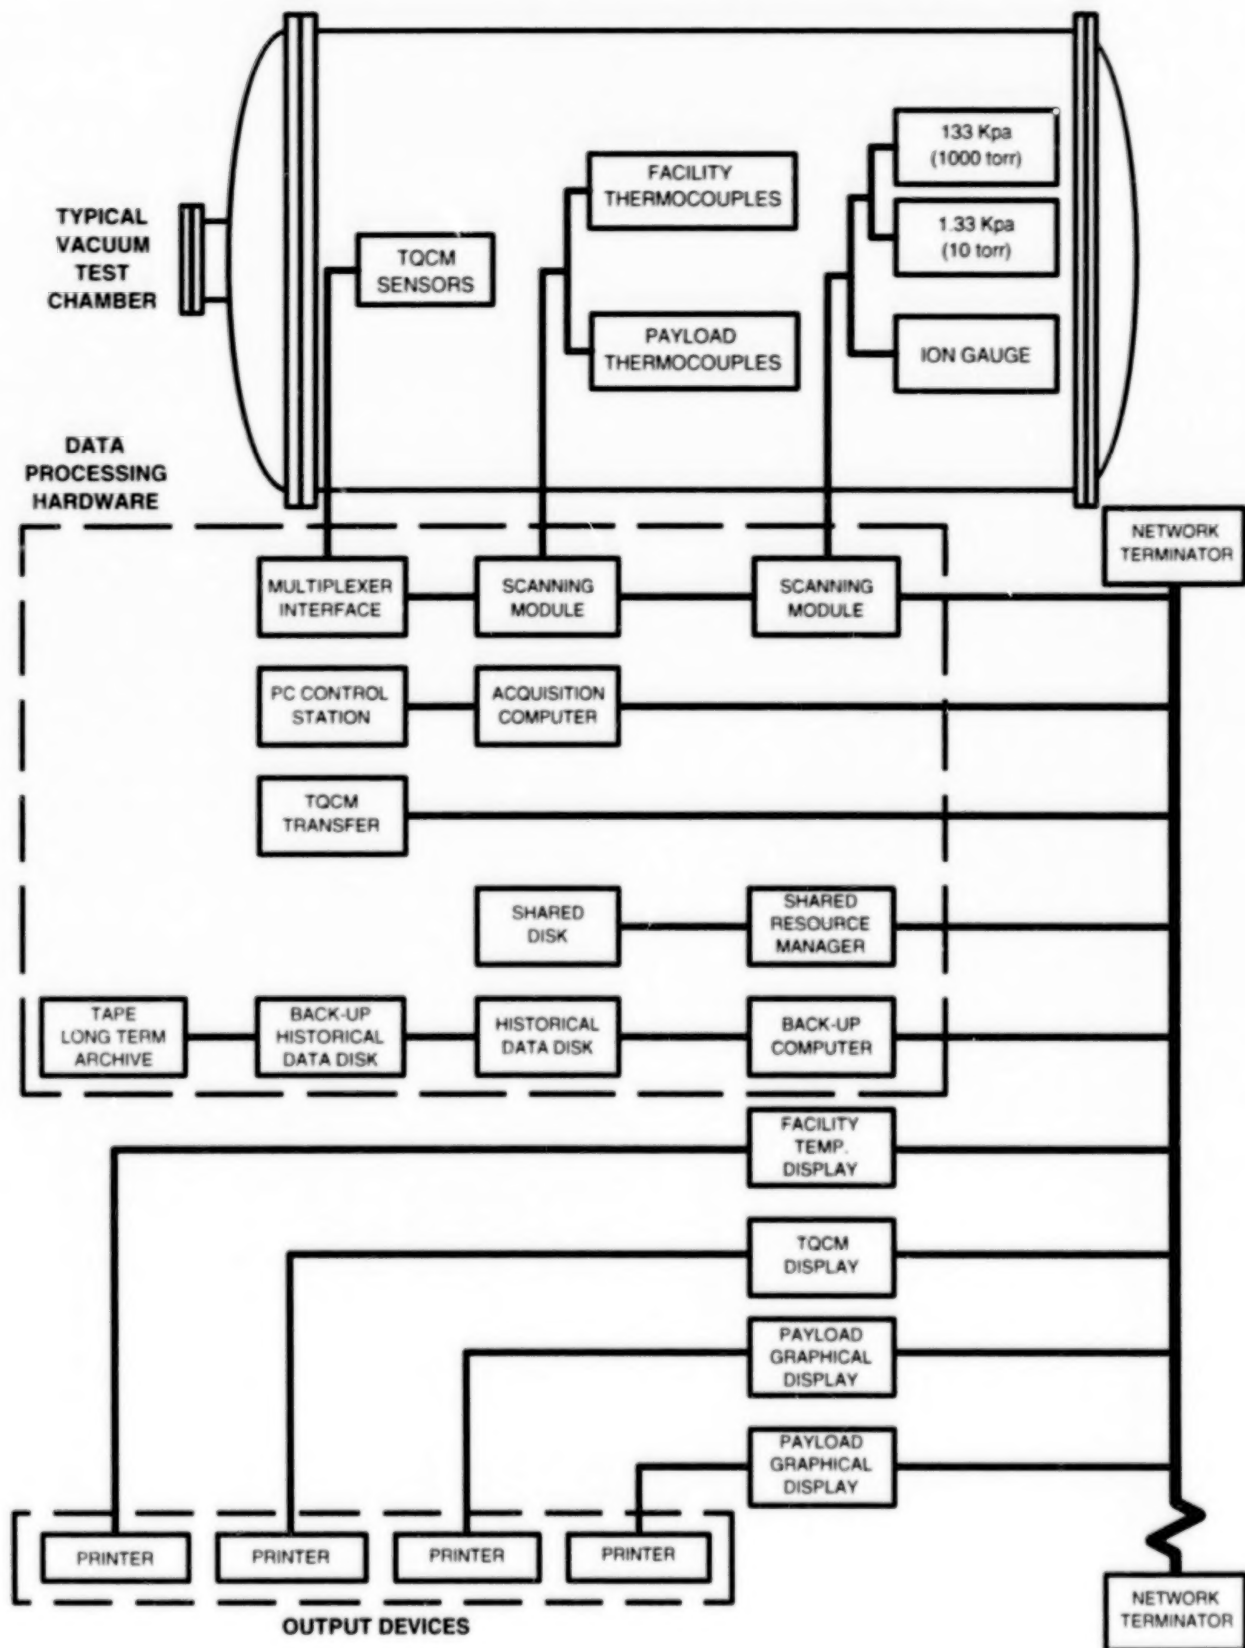 133 Kpa
(1000 torr)
FACILITY
THERMOCOUPLES
TYPICAL
VACUUM
TEST
CHAMBER
1.33 Kpa
(10 torr)
TQCM
SENSORS
PAYLOAD
THERMOCOUPLES
ION GAUGE
DATA
PROCESSING
HARDWARE
NETWORK
TERMINATOR
MULTIPLEXER
INTERFACE
SCANNING
MODULE
SCANNING
MODULE
PC CONTROL
STATION
ACQUISITION
COMPUTER
TQCM
TRANSFER
SHARED
DISK
SHARED
RESOURCE
MANAGER
TAPE
LONG TERM
ARCHIVE
BACK-UP
HISTORICAL
DATA DISK
HISTORICAL
DATA DISK
BACK-UP
COMPUTER
FACILITY
TEMP.
DISPLAY
TQCM
DISPLAY
PAYLOAD
GRAPHICAL
DISPLAY
PAYLOAD
GRAPHICAL
DISPLAY
PRINTER
PRINTER
PRINTER
PRINTER
OUTPUT DEVICES
NETWORK
TERMINATOR